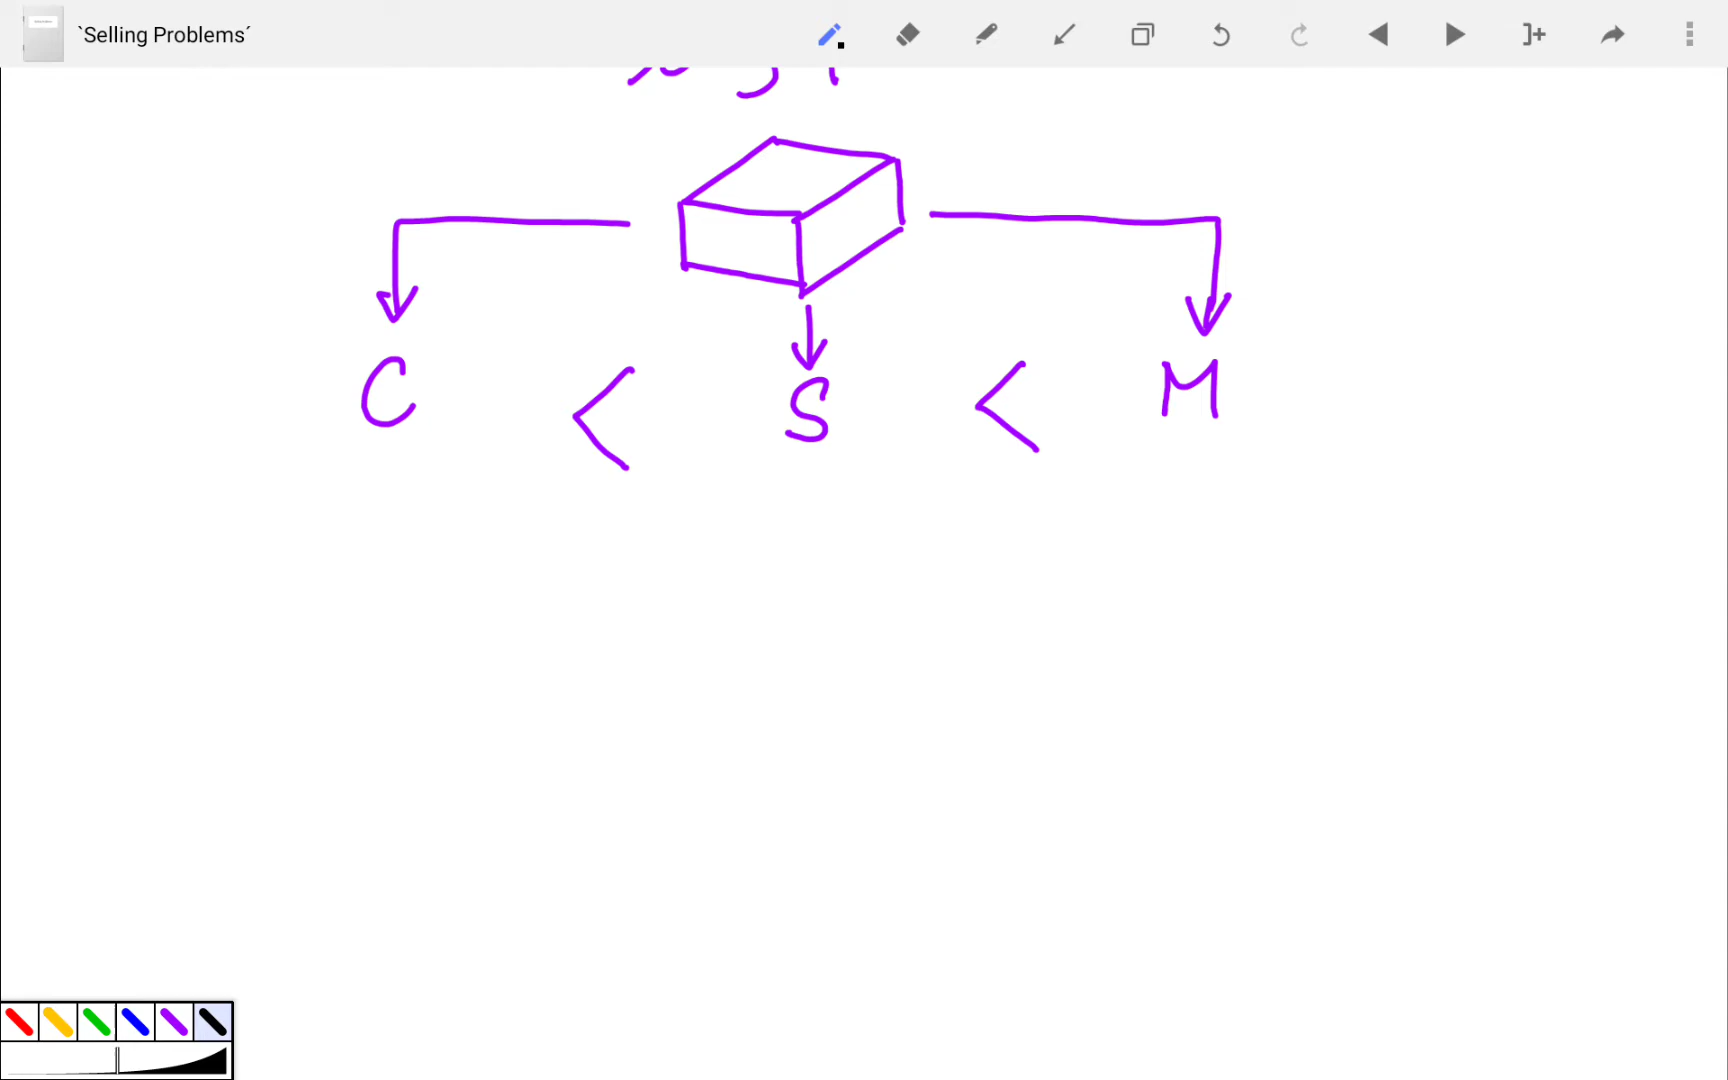 `Selling Problems´
C < S < M